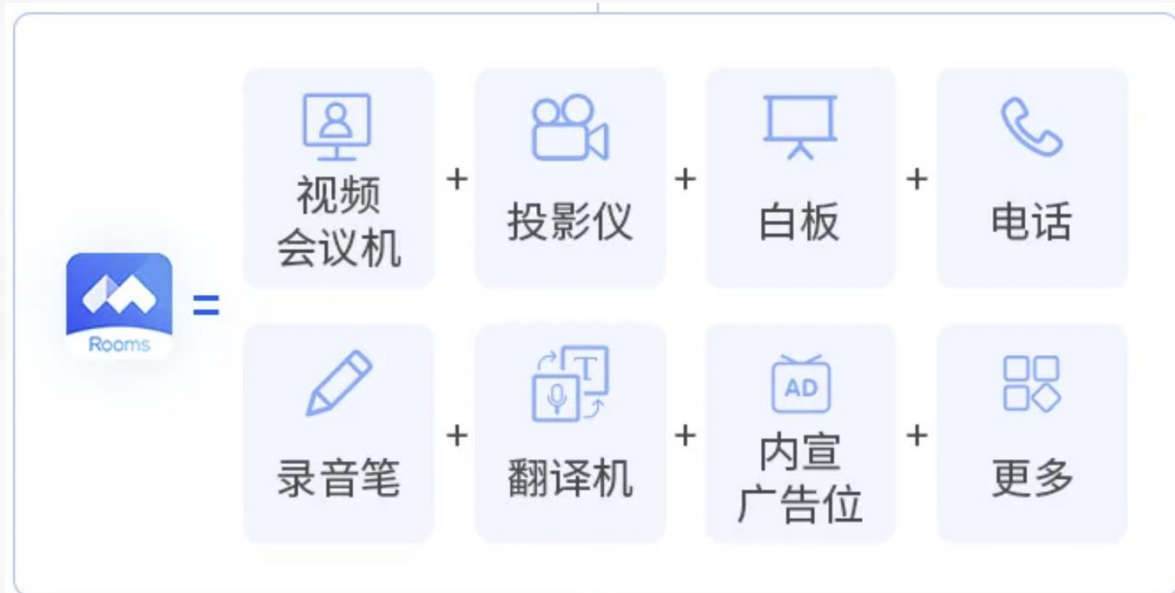 视频
会议机
+
投影仪
+
白板
+
电话
Rooms
=
录音笔
+
T
翻译机
+
AD
内宣
广告位
+
更多